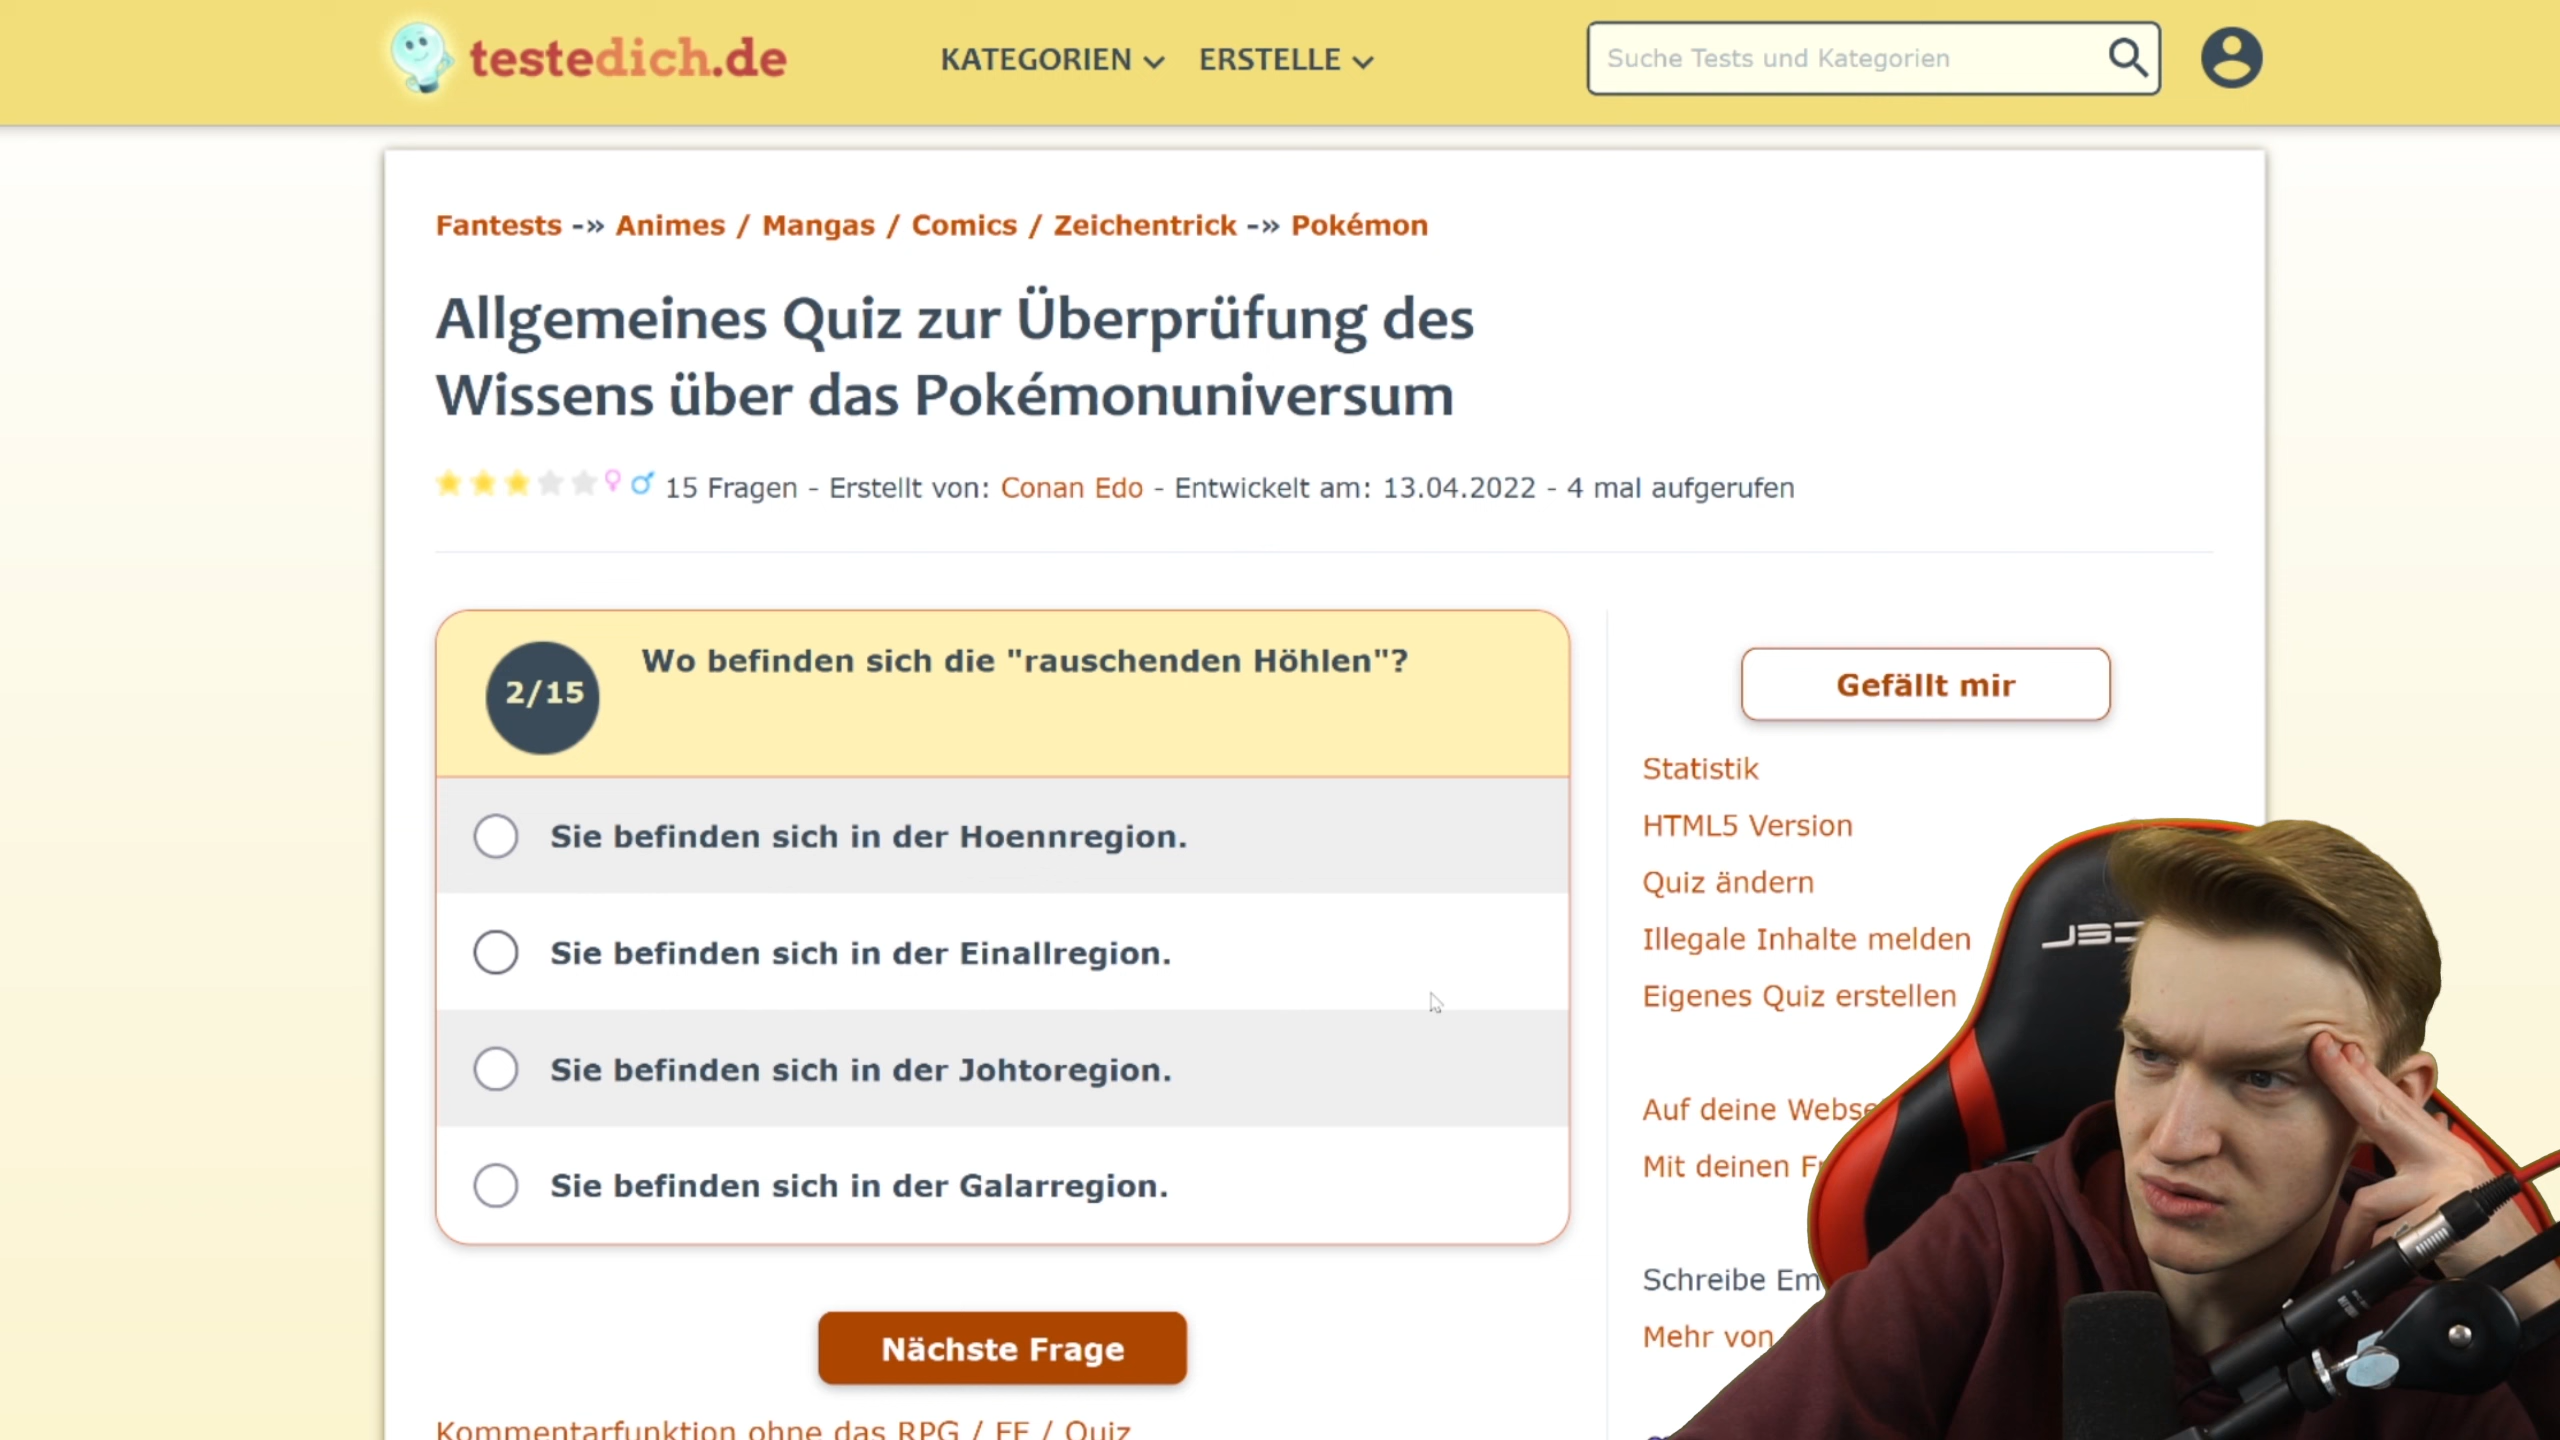 testedich.de
KATEGORIEN
ERSTELLE
Suche Tests und Kategorien
Fantests -» Animes / Mangas / Comics / Zeichentrick -» Pokémon
Allgemeines Quiz zur Überprüfung des
Wissens über das Pokémonuniversum
15 Fragen - Erstellt von: Conan Edo - Entwickelt am: 13.04.2022 - 4 mal aufgerufen
2/15
Wo befinden sich die "rauschenden Höhlen"?
Sie befinden sich in der Hoennregion.
Sie befinden sich in der Einallregion.
Sie befinden sich in der Johtoregion.
Sie befinden sich in der Galarregion.
Nächste Frage
Kommentarfunktion ohne das RPG / FF / Quiz
Gefällt mir
Statistik
HTML5 Version
Quiz ändern
Illegale Inhalte melden
Eigenes Quiz erstellen
Auf deine
Mit deinen
Schreibe
Mehr von